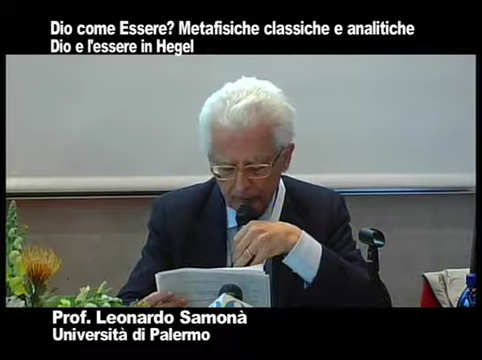 Dio come Essere? Metafisiche classiche e analitiche
Dio e l'essere in Hegel
Prof. Leonardo Samonà
Università di Palermo